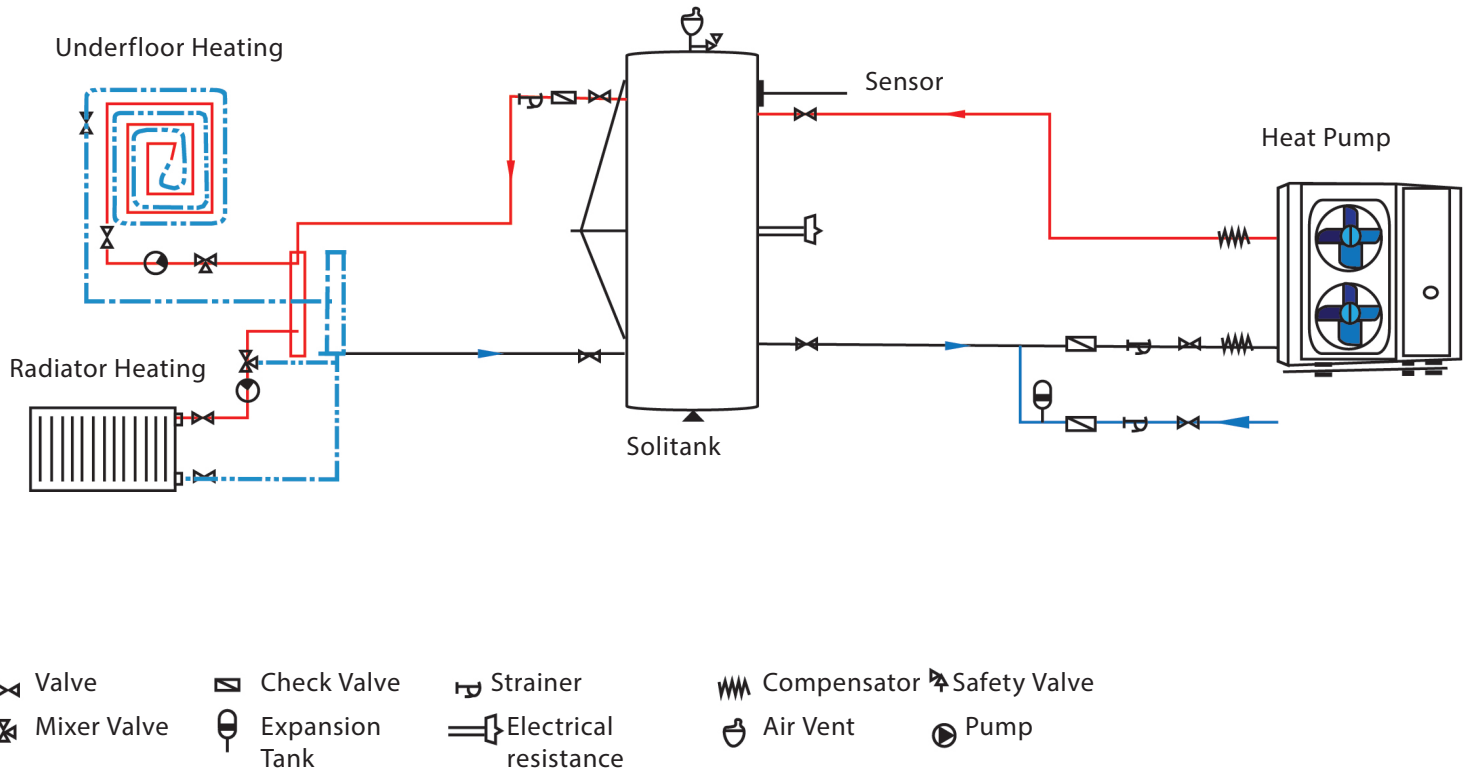 Underfloor Heating
Sensor
Heat Pump
Radiator Heating
Solitank
Valve
Check Valve
Strainer
Compensator
Safety Valve
Mixer Valve
Expansion
Tank
Electrical
resistance
Air Vent
Pump